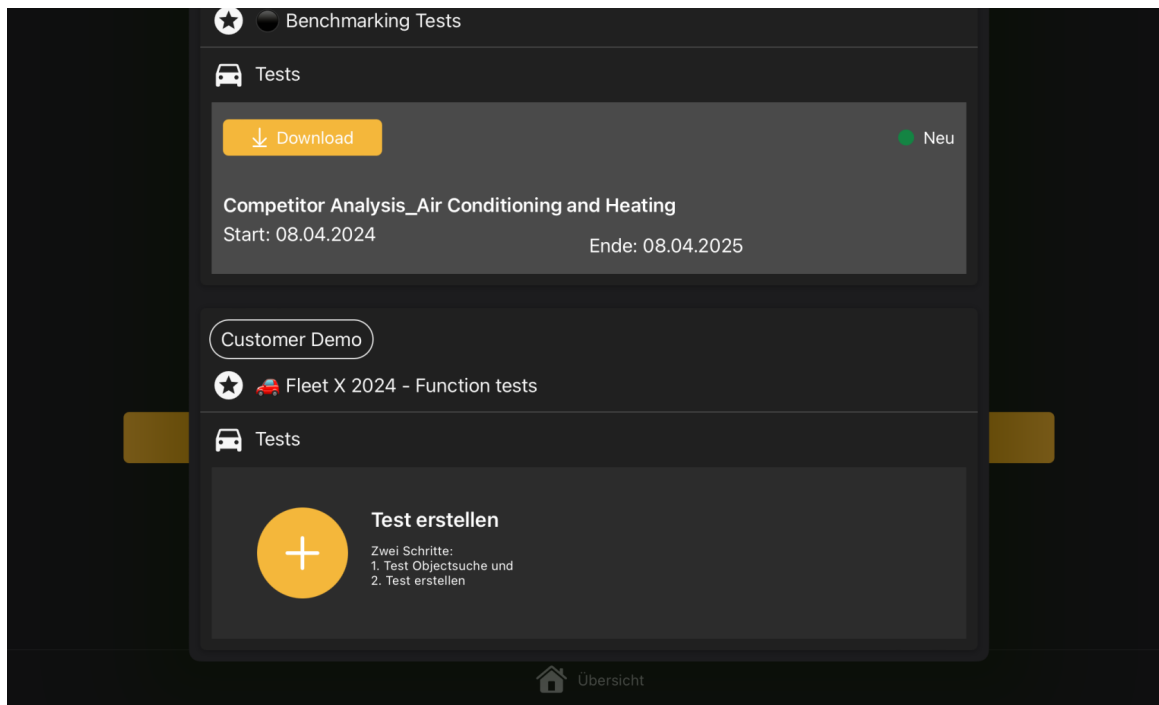 Benchmarking Tests
Tests
Download
Neu
Competitor Analysis_Air Conditioning and Heating
Start: 08.04.2024
Ende: 08.04.2025
Customer Demo
Fleet X 2024 - Function tests
Tests
Test erstellen
Zwei Schritte:
1. Test Objectsuche und
2. Test erstellen
Übersicht